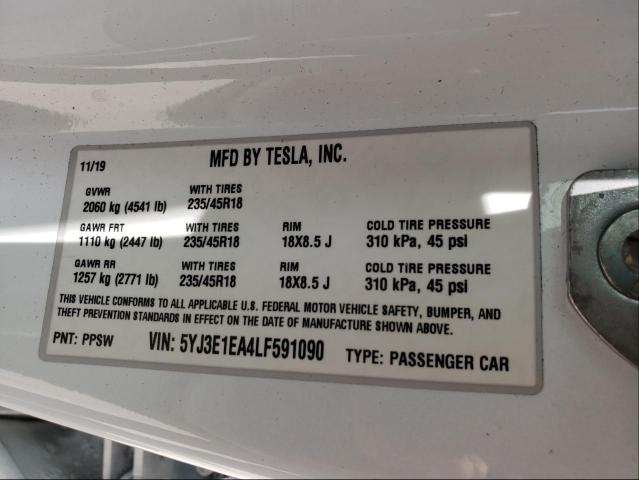 11/19 MFD BY TESLA, INC.
GVWR WITH TIRES
2060 kg (4541 lb) 235/45R18
GAWR FRT WITH TIRES RIM COLD TIRE PRESSURE
1110 kg (2447 lb) 235/45R18 18X8.5 J 310 kPa, 45 psi
GAWR RR WITH TIRES RIM COLD TIRE PRESSURE
1257 kg (2771 lb) 235/45R18 18X8.5 J 310 kPa, 45 psi
THIS VEHICLE CONFORMS TO ALL APPLICABLE U.S. FEDERAL MOTOR VEHICLE SAFETY, BUMPER, AND
THEFT PREVENTION STANDARDS IN EFFECT ON THE DATE OF MANUFACTURE SHOWN ABOVE.
PNT: PPSW VIN: 5YJ3E1EA4LF591090 TYPE: PASSENGER CAR